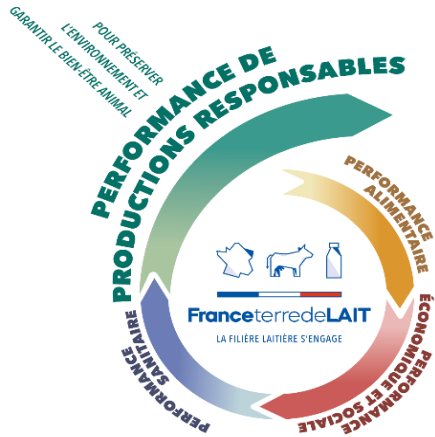 POUR PRÉSERVER
L'ENVIRONNEMENT ET
GARANTIR LE BIEN-ÊTRE ANIMAL
PERFORMANCE DE
PRODUCTIONS RESPONSABLES
PERFORMANCE
ALIMENTAIRE
PERFORMANCE
ÉCONOMIQUE ET SOCIALE
PERFORMANCE
SANITAIRE
FranceterredeLAIT
LA FILIÈRE LAITIÈRE S'ENGAGE